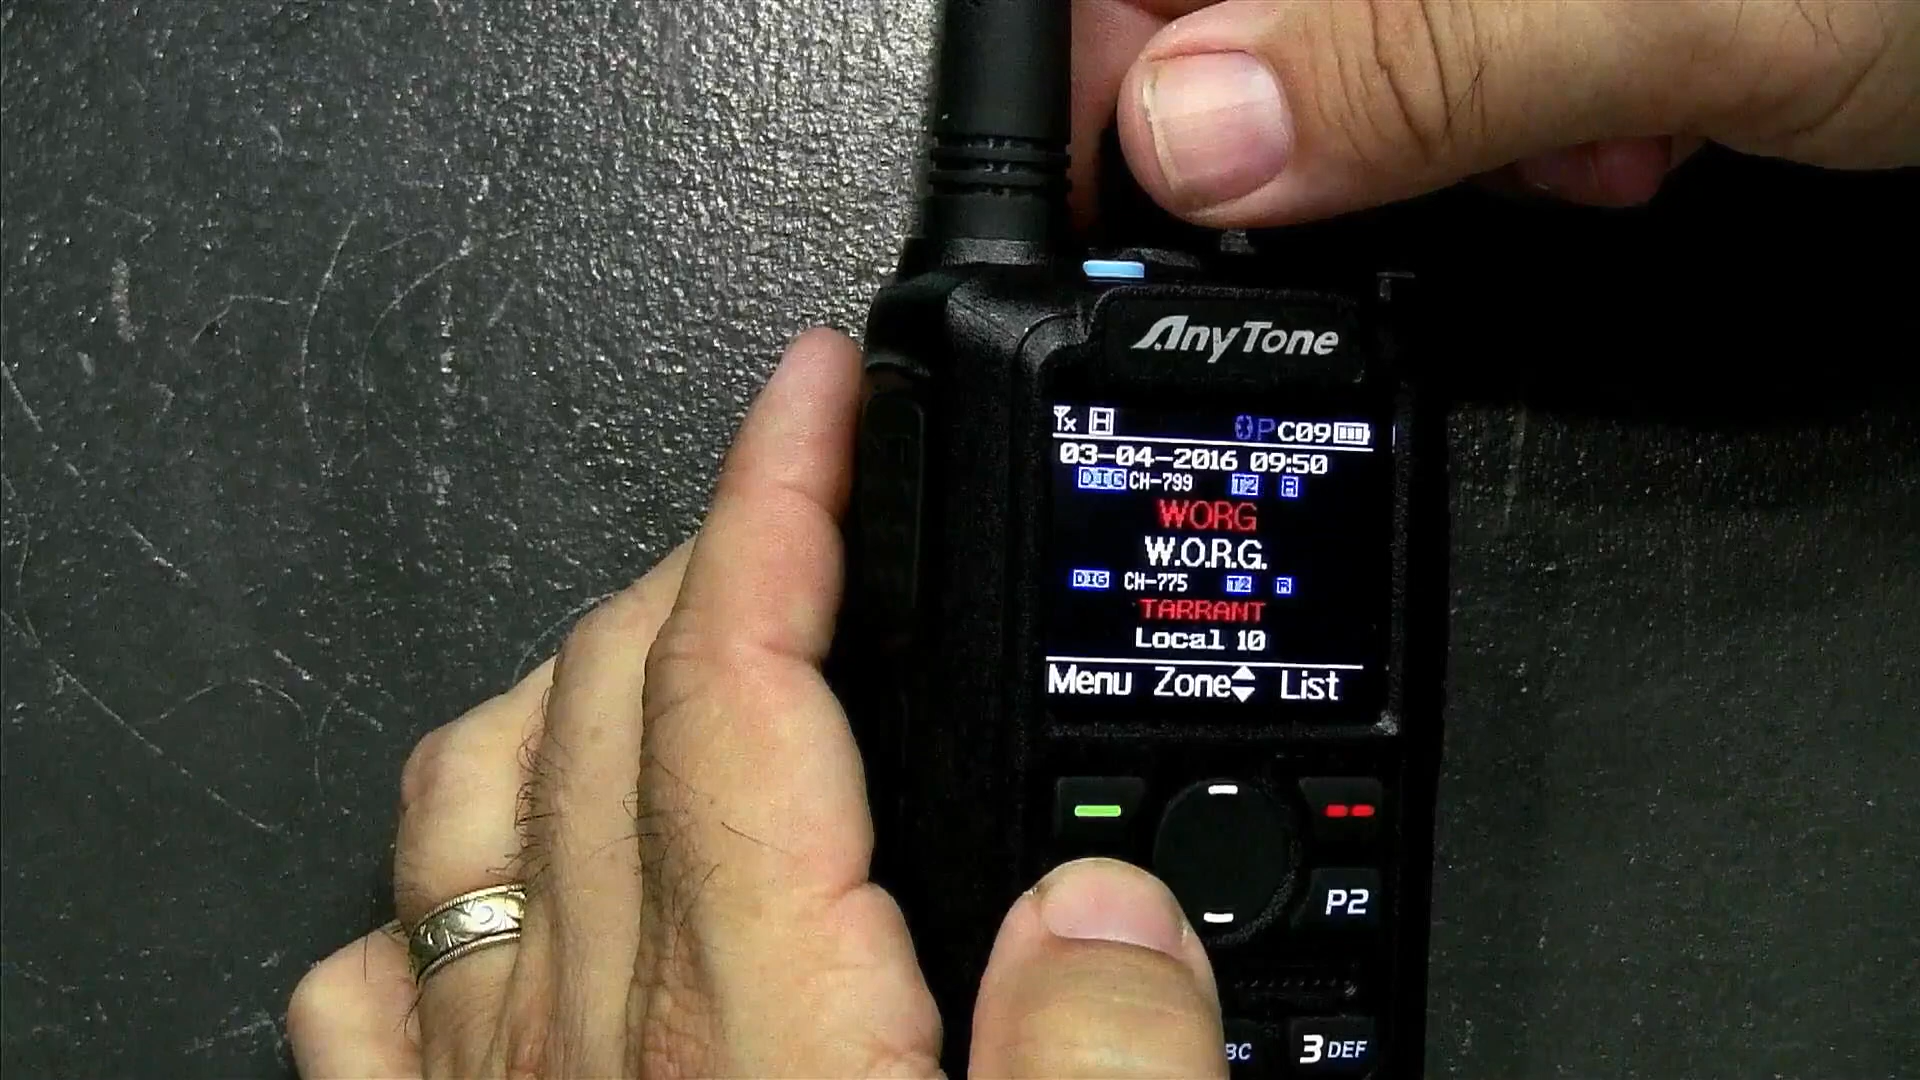 AnyTone
Tx H P C09
03-04-2016 09:50
DIG CH-799 T2 R
WORG
W.O.R.G.
DIG CH-775 T2 R
TARRANT
Local 10
Menu Zone List
P2
BC 3 DEF